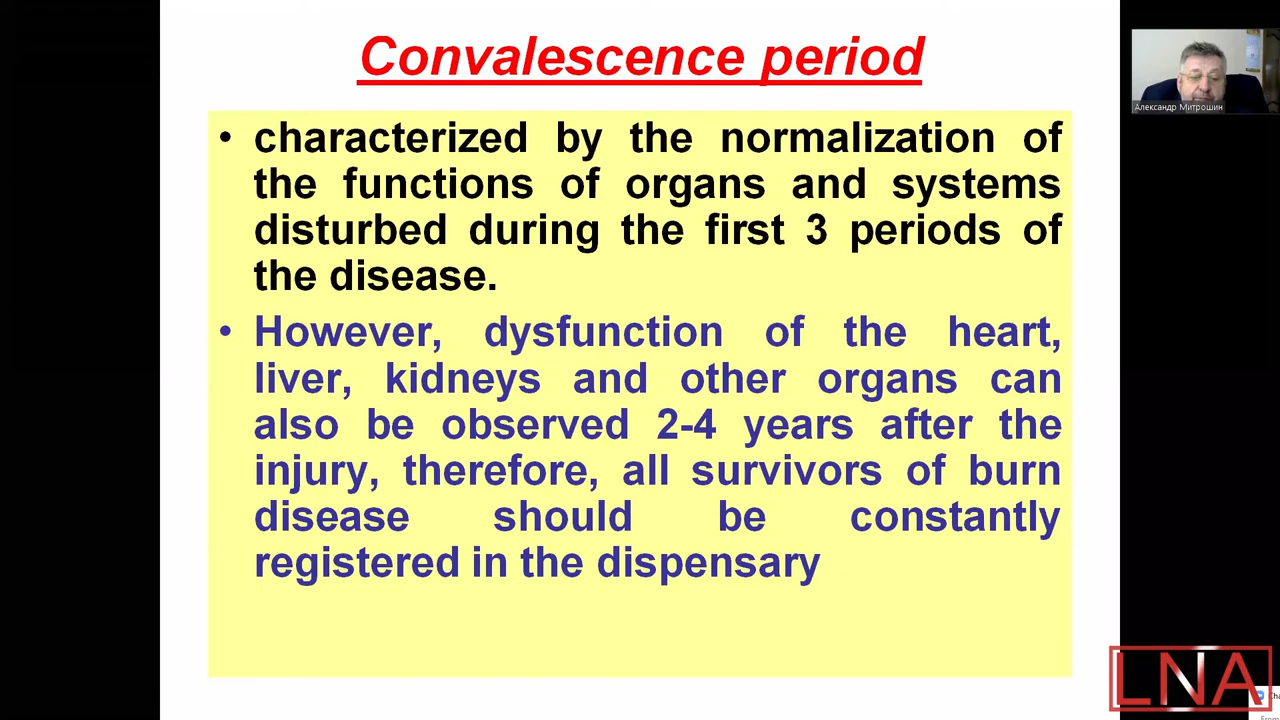 Convalescence period
Александр Митрошин
• characterized by the normalization of
the functions of organs and systems
disturbed during the first 3 periods of
the disease.
• However, dysfunction of the heart,
liver, kidneys and other organs can
also be observed 2-4 years after the
injury, therefore, all survivors of burn
disease should be constantly
registered in the dispensary
LNA